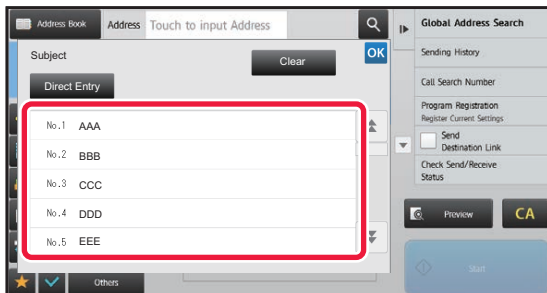 Address Book
Address
Touch to input Address
Subject
Clear
OK
Direct Entry
No.1 AAA
No.2 BBB
No.3 CCC
No.4 DDD
No.5 EEE
Others
Global Address Search
Sending History
Call Search Number
Program Registration
Register Current Settings
Send
Destination Link
Check Send/Receive
Status
Preview
CA
Start